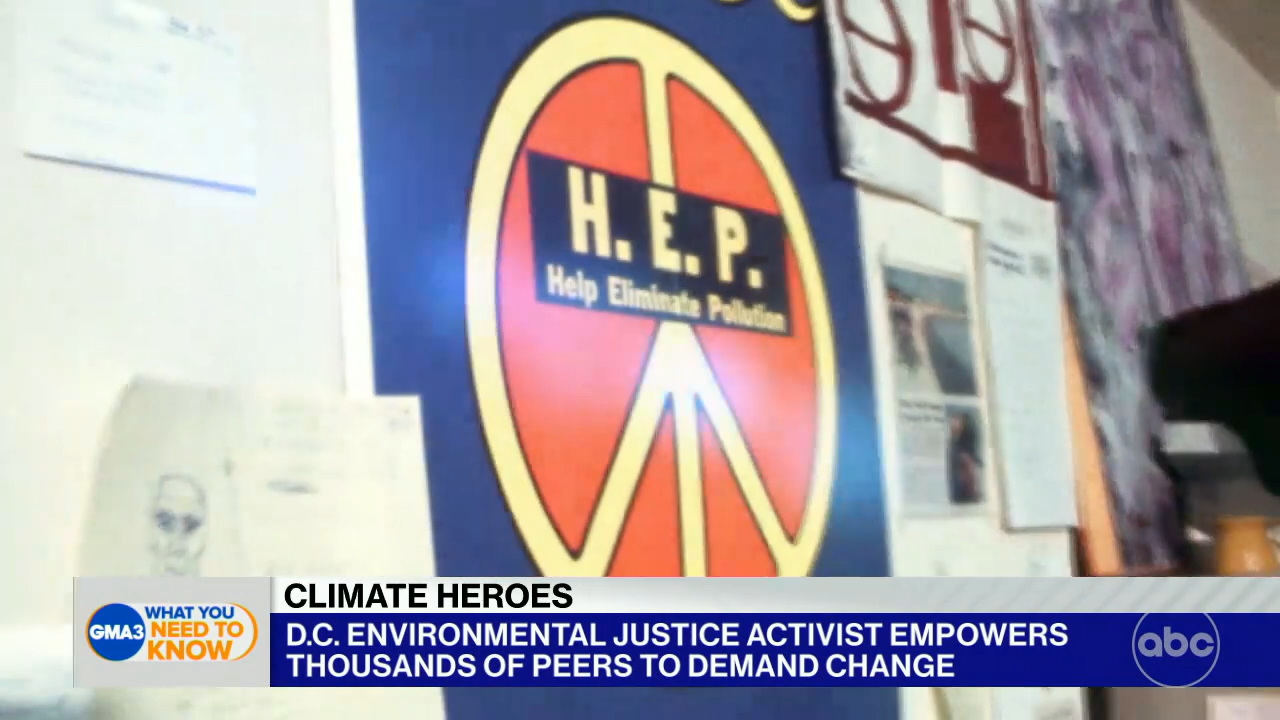 H. E. P.
Help Eliminate Pollution
CLIMATE HEROES
GMA3
WHAT YOU
NEED TO
KNOW
D.C. ENVIRONMENTAL JUSTICE ACTIVIST EMPOWERS
THOUSANDS OF PEERS TO DEMAND CHANGE
abc